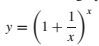 y = (1 + 1/x)^x